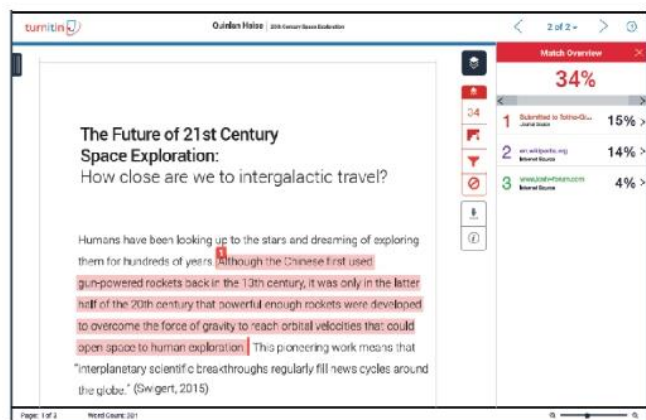 turnitin
Quinlan Hoise | 20th Century Space Exploration
2 of 2
Match Overview
34%
34
1 Submitted to 15%
2 en.wikipedia.org 14%
Internet Source
3 4%
Internet Source
The Future of 21st Century
Space Exploration:
How close are we to intergalactic travel?
Humans have been looking up to the stars and dreaming of exploring
them for hundreds of years. 1 Although the Chinese first used
gun-powered rockets back in the 13th century, it was only in the latter
half of the 20th century that powerful enough rockets were developed
to overcome the force of gravity to reach orbital velocities that could
open space to human exploration. This pioneering work means that
"interplanetary scientific breakthroughs regularly fill news cycles around
the globe." (Swigert, 2015)
Page: 1 of 3 Word Count: